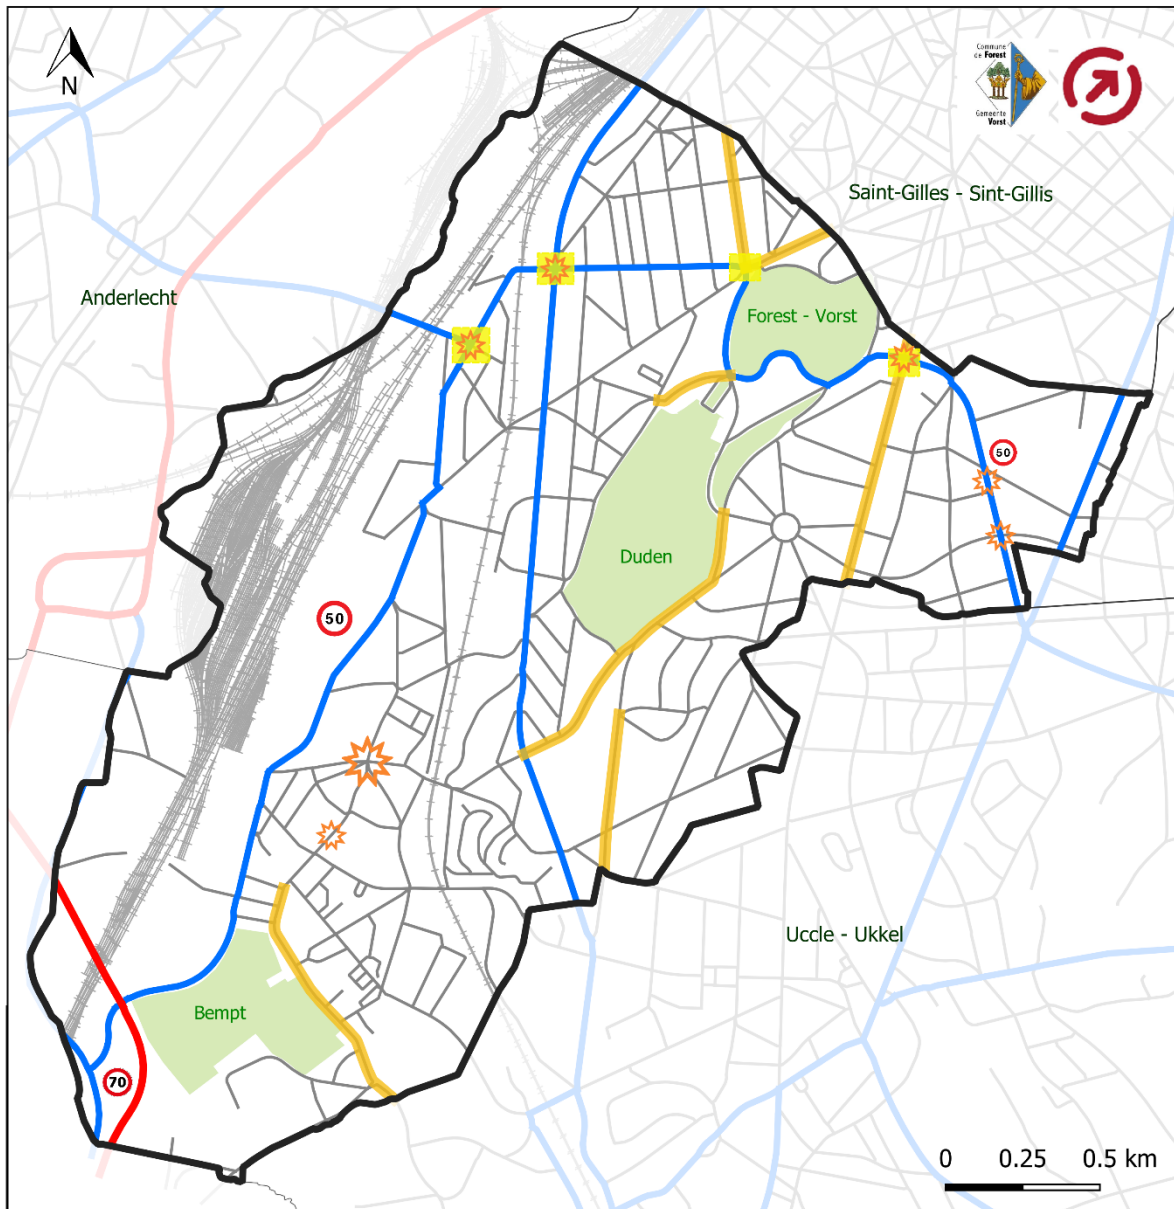 N
Commune
de Forest
Gemeente
Vorst
Saint-Gilles - Sint-Gillis
Anderlecht
Forest - Vorst
50
Duden
50
Uccle - Ukkel
Bempt
70
0 0.25 0.5 km